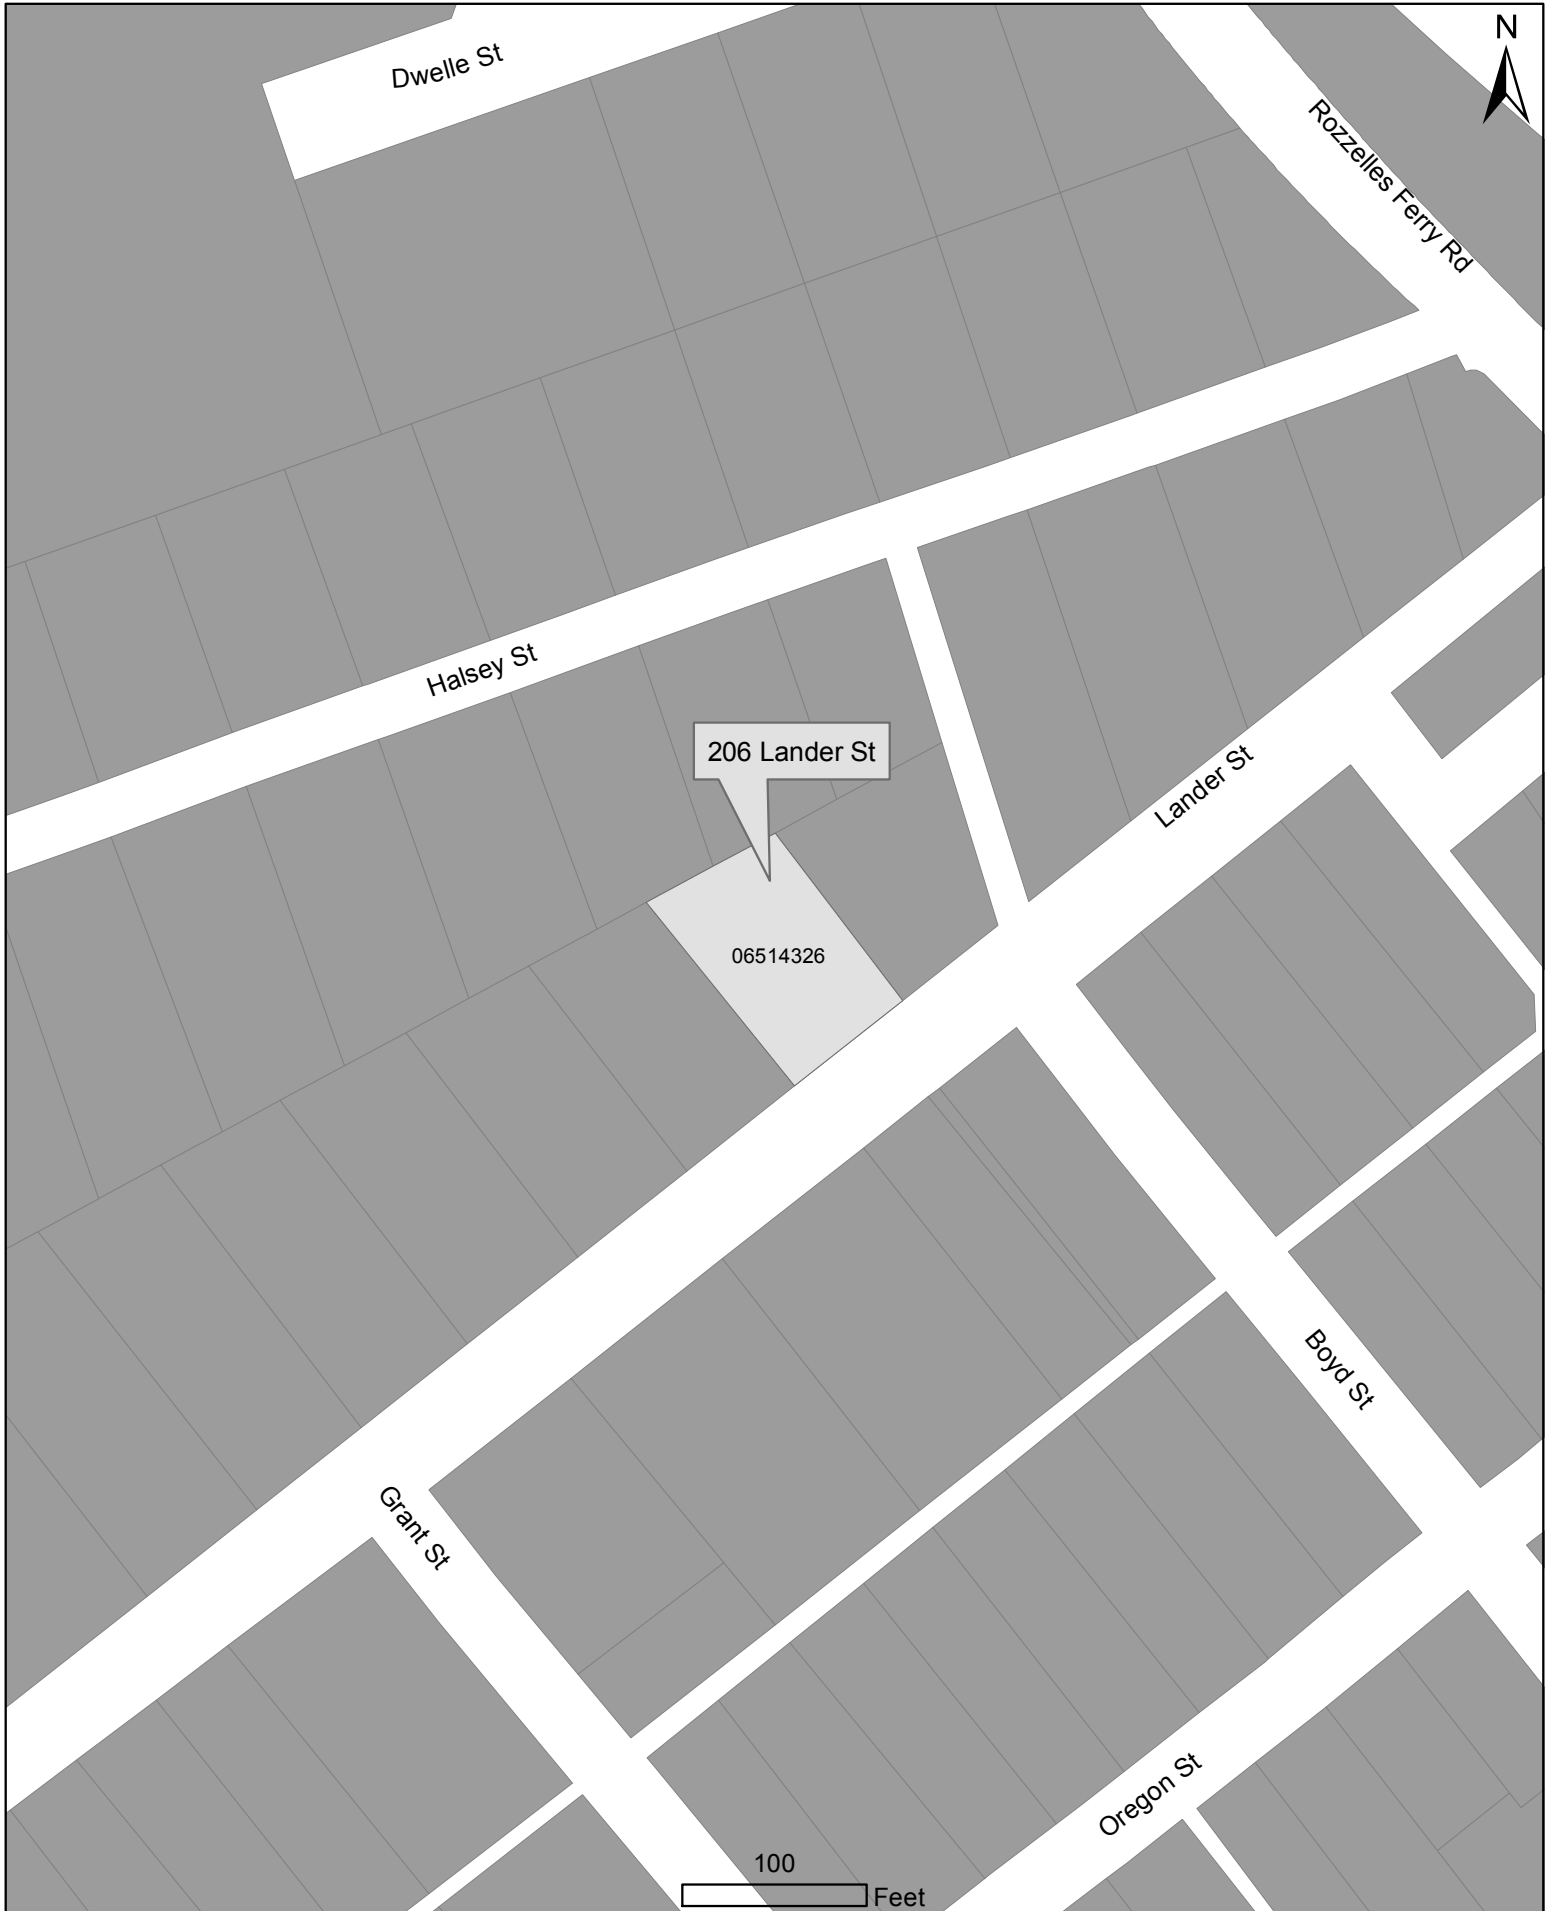 Dwelle St
N
Rozzelles Ferry Rd
Halsey St
206 Lander St
Lander St
06514326
Boyd St
Grant St
Oregon St
100
Feet